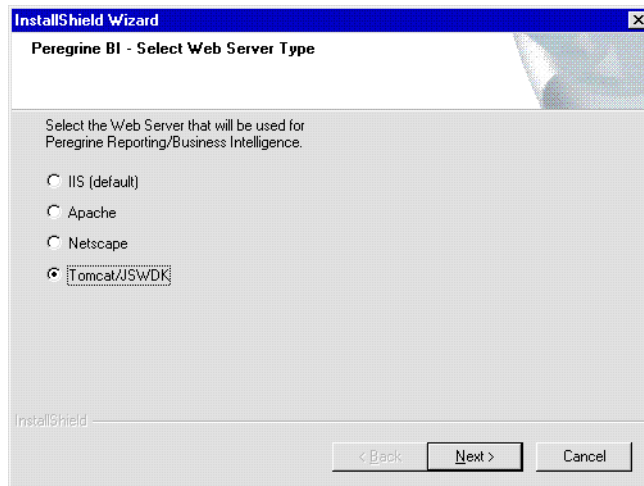 InstallShield Wizard
Peregrine BI - Select Web Server Type
Select the Web Server that will be used for
Peregrine Reporting/Business Intelligence.
IIS (default)
Apache
Netscape
Tomcat/JSWDK
InstallShield
< Back
Next >
Cancel